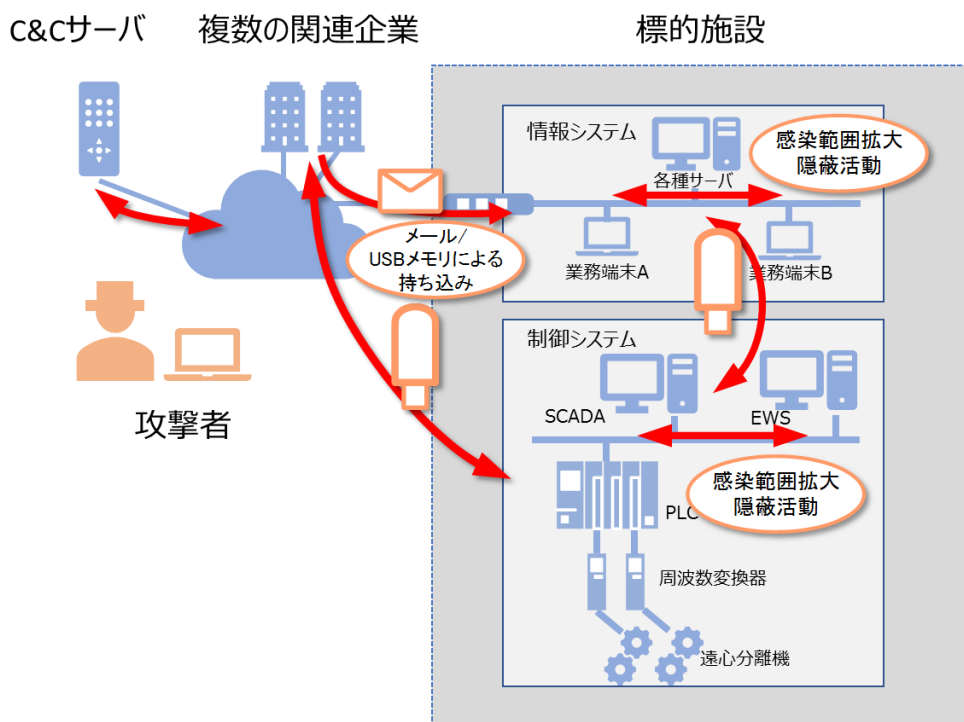 C&Cサーバ
複数の関連企業
標的施設
情報システム
感染範囲拡大
隠蔽活動
各種サーバ
メール/
USBメモリによる
持ち込み
業務端末A
業務端末B
制御システム
攻撃者
SCADA
EWS
感染範囲拡大
隠蔽活動
PLC
周波数変換器
遠心分離機